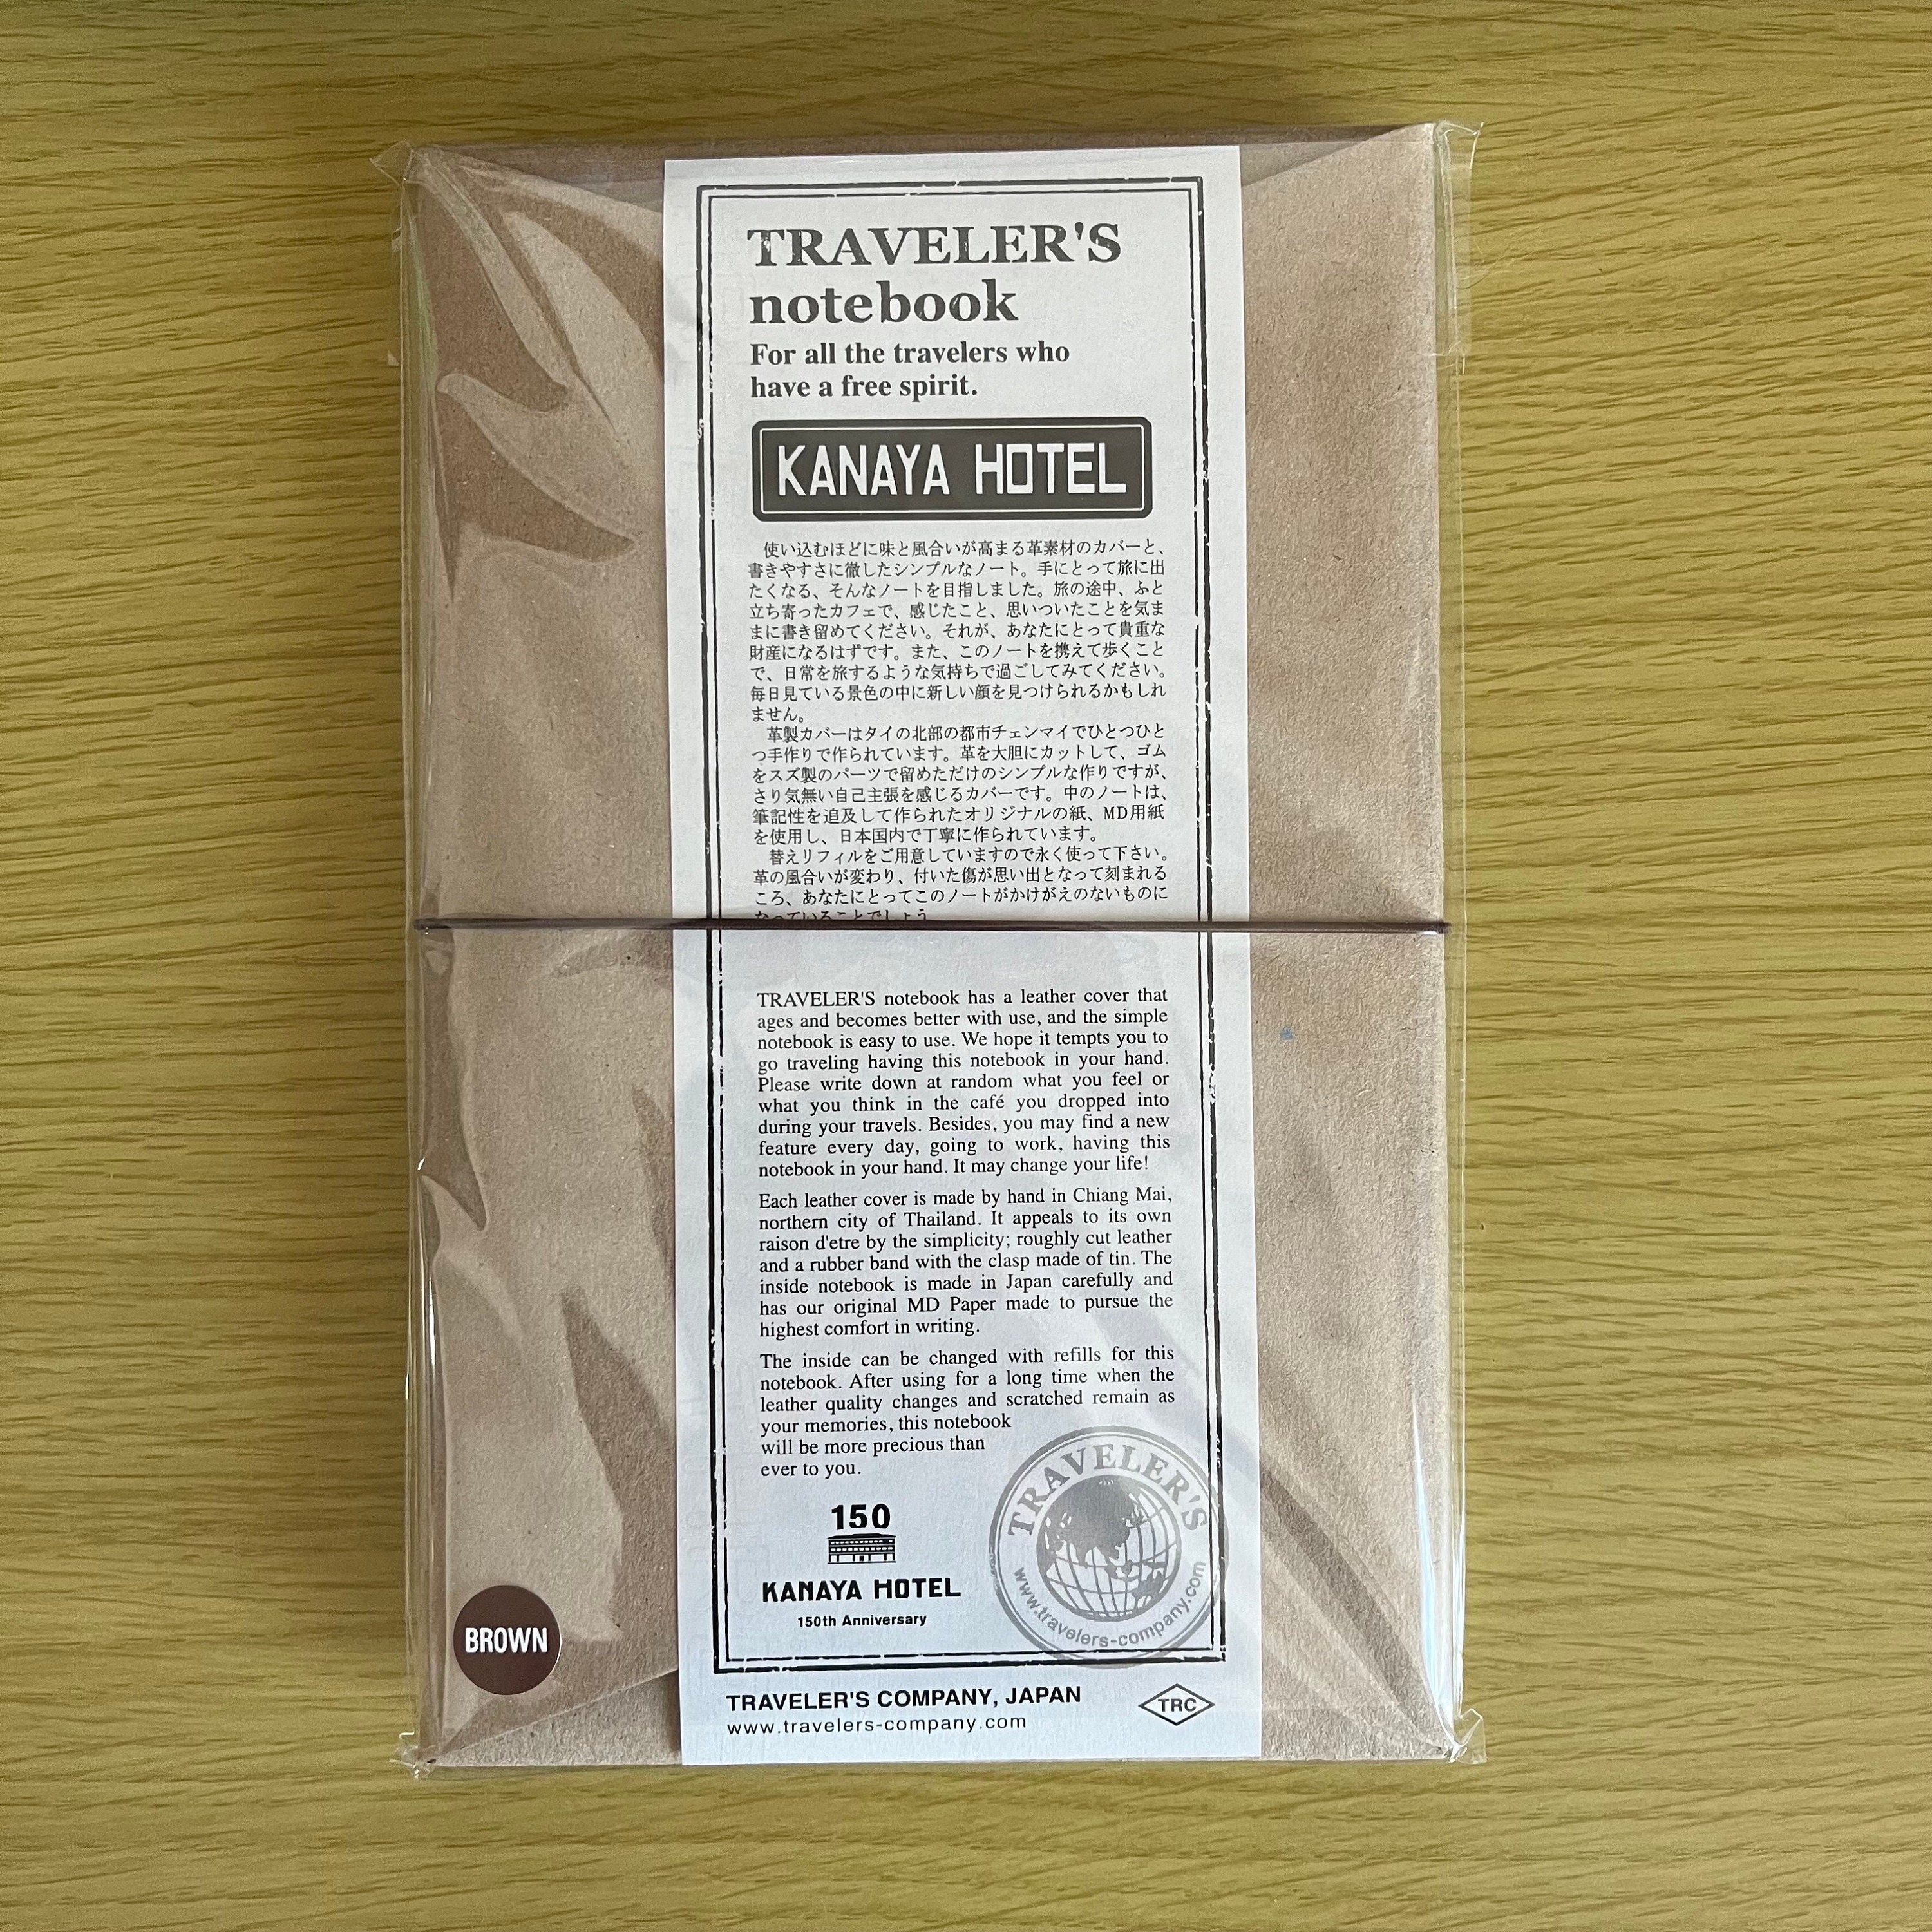 TRAVELER'S
notebook
For all the travelers who
have a free spirit.
KANAYA HOTEL
使い込むほどに味と風合いが高まる革素材のカバーと、
書きやすさに徹したシンプルなノート。手にとって旅に出
たくなる、そんなノートを目指しました。旅の途中、ふと
立ち寄ったカフェで、感じたこと、思いついたことを気ま
まに書き留めてください。それが、あなたにとって貴重な
財産になるはずです。また、このノートを携えて歩くこと
で、日常を旅するような気持ちで過ごしてみてください。
毎日見ている景色の中に新しい顔を見つけられるかもしれ
ません。
革製カバーはタイの北部の都市チェンマイでひとつひと
つ手作りで作られています。革を大胆にカットして、ゴム
をスズ製のパーツで留めただけのシンプルな作りですが、
さり気無い自己主張を感じるカバーです。中のノートは、
筆記性を追及して作られたオリジナルの紙、MD用紙
を使用し、日本国内で丁寧に作られています。
替えリフィルをご用意していますので永く使って下さい。
革の風合いが変わり、付いた傷が思い出となって刻まれる
ころ、あなたにとってこのノートがかけがえのないものに
なっていることでしょう。
TRAVELER'S notebook has a leather cover that
ages and becomes better with use, and the simple
notebook is easy to use. We hope it tempts you to
go traveling having this notebook in your hand.
Please write down at random what you feel or
what you think in the café you dropped into
during your travels. Besides, you may find a new
feature every day, going to work, having this
notebook in your hand. It may change your life!
Each leather cover is made by hand in Chiang Mai,
northern city of Thailand. It appeals to its own
raison d'etre by the simplicity; roughly cut leather
and a rubber band with the clasp made of tin. The
inside notebook is made in Japan carefully and
has our original MD Paper made to pursue the
highest comfort in writing.
The inside can be changed with refills for this
notebook. After using for a long time when the
leather quality changes and scratched remain as
your memories, this notebook
will be more precious than
ever to you.
150
KANAYA HOTEL
150th Anniversary
TRAVELER'S
www.travelers-company.com
BROWN
TRAVELER'S COMPANY, JAPAN
www.travelers-company.com
TRC